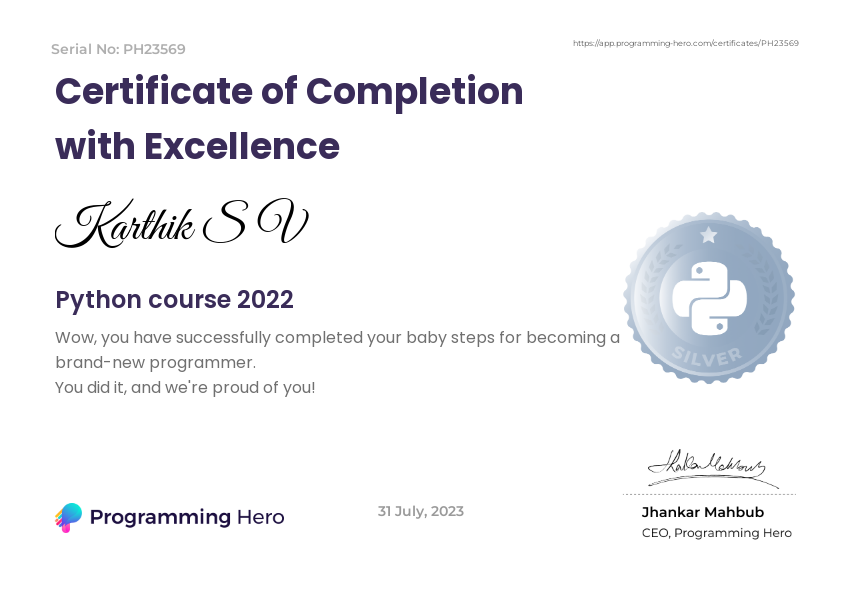 Serial No: PH23569
https://app.programming-hero.com/certificates/PH23569
Certificate of Completion
with Excellence
Karthik S V
Python course 2022
Wow, you have successfully completed your baby steps for becoming a
brand-new programmer.
You did it, and we're proud of you!
SILVER
Jhankar Mahbub
Programming Hero
31 July, 2023
Jhankar Mahbub
CEO, Programming Hero